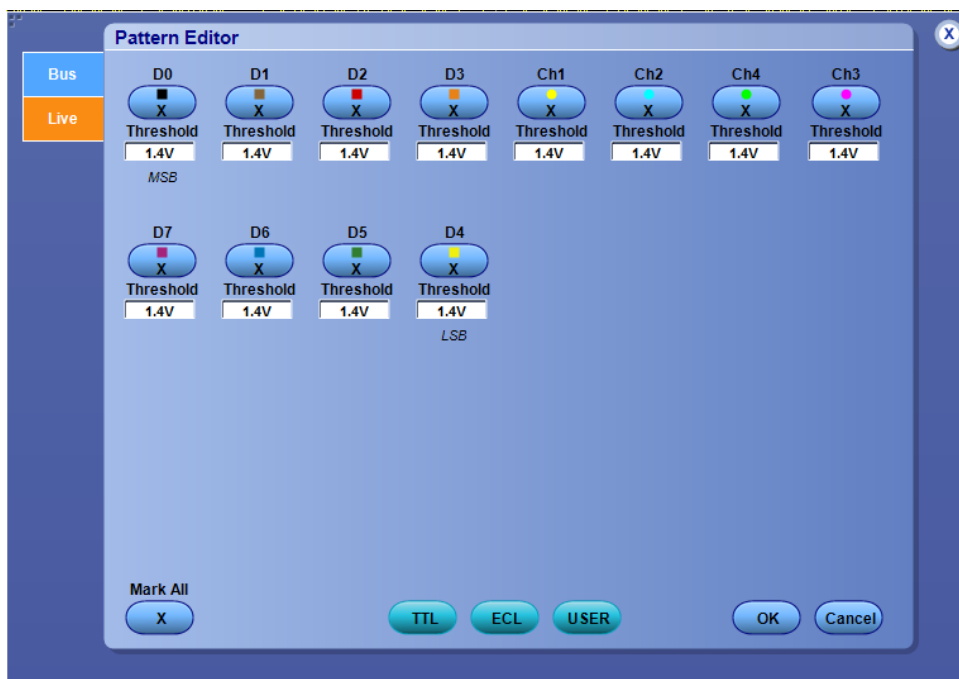 Pattern Editor
X
Bus
Live
D0 D1 D2 D3 Ch1 Ch2 Ch4 Ch3
X X X X X X X X
Threshold Threshold Threshold Threshold Threshold Threshold Threshold Threshold
1.4V 1.4V 1.4V 1.4V 1.4V 1.4V 1.4V 1.4V
MSB
D7 D6 D5 D4
X X X X
Threshold Threshold Threshold Threshold
1.4V 1.4V 1.4V 1.4V
LSB
Mark All
X TTL ECL USER OK Cancel